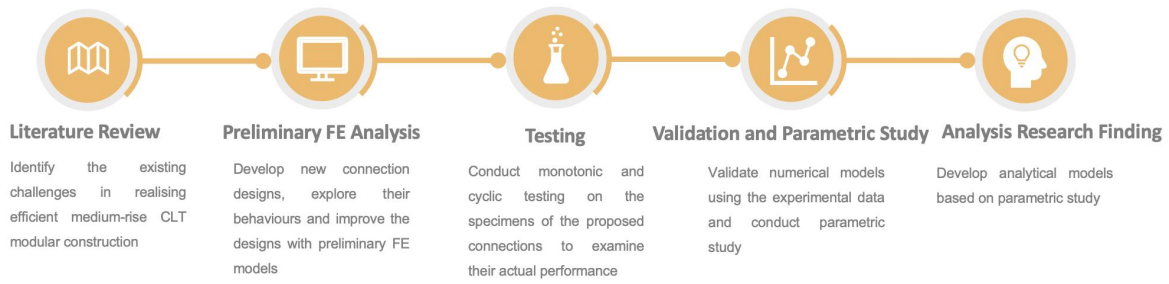 Literature Review
Identify the existing
challenges in realising
efficient medium-rise CLT
modular construction
Preliminary FE Analysis
Develop new connection
designs, explore their
behaviours and improve the
designs with preliminary FE
models
Testing
Conduct monotonic and
cyclic testing on the
specimens of the proposed
connections to examine
their actual performance
Validation and Parametric Study
Validate numerical models
using the experimental data
and conduct parametric
study
Analysis Research Finding
Develop analytical models
based on parametric study